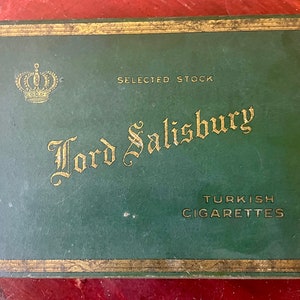 SELECTED STOCK
Lord Salisbury
TURKISH
CIGARETTES